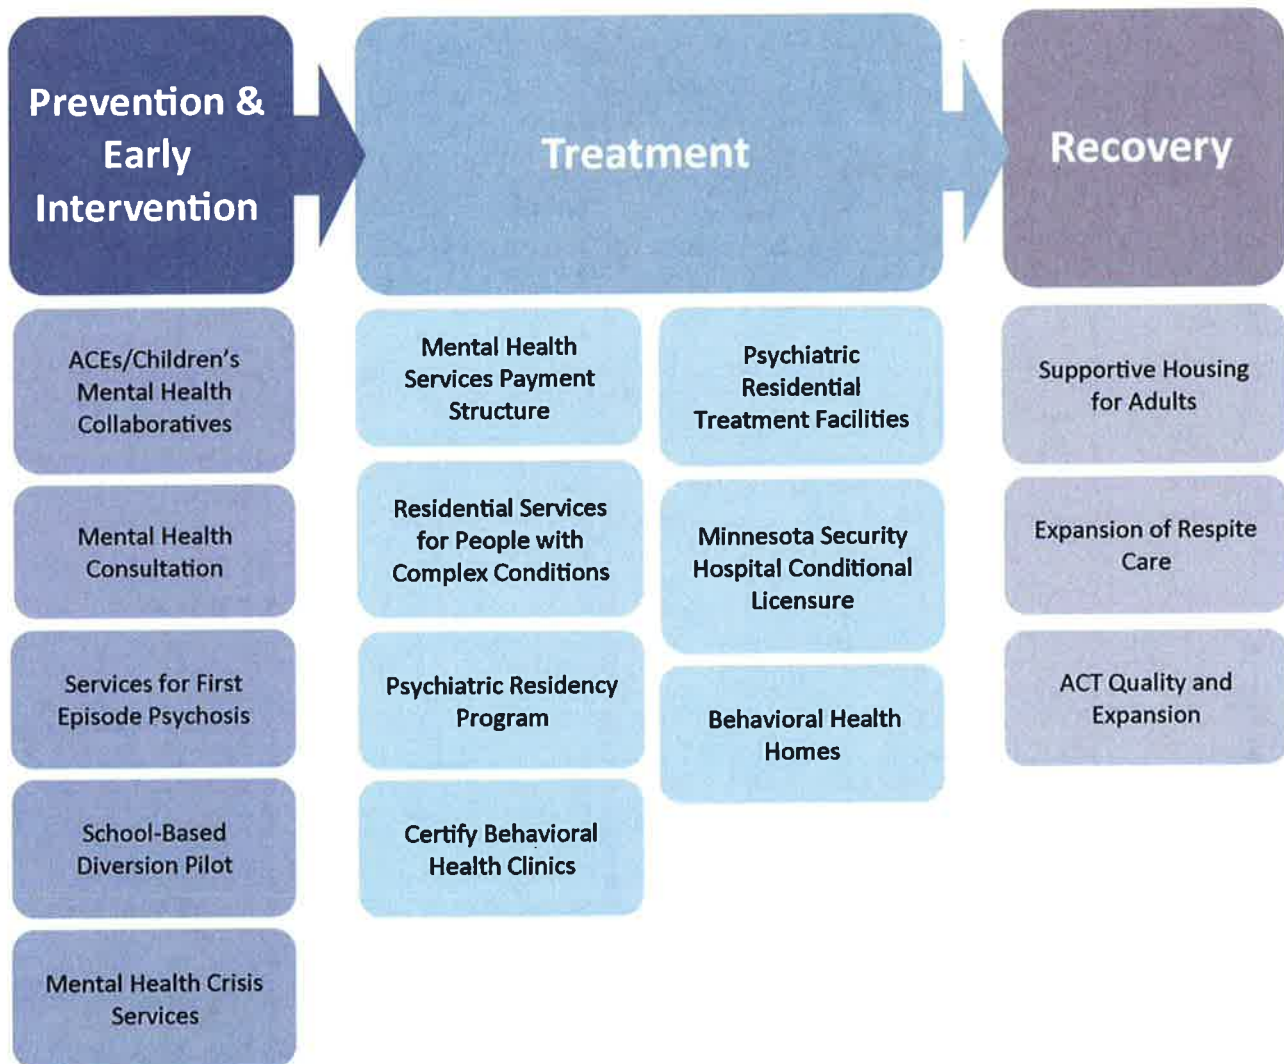 Prevention &
Early
Intervention
Treatment
Recovery
ACEs/Children's
Mental Health
Collaboratives
Mental Health
Consultation
Services for First
Episode Psychosis
School-Based
Diversion Pilot
Mental Health Crisis
Services
Mental Health
Services Payment
Structure
Residential Services
for People with
Complex Conditions
Psychiatric Residency
Program
Certify Behavioral
Health Clinics
Psychiatric
Residential
Treatment Facilities
Minnesota Security
Hospital Conditional
Licensure
Behavioral Health
Homes
Supportive Housing
for Adults
Expansion of Respite
Care
ACT Quality and
Expansion